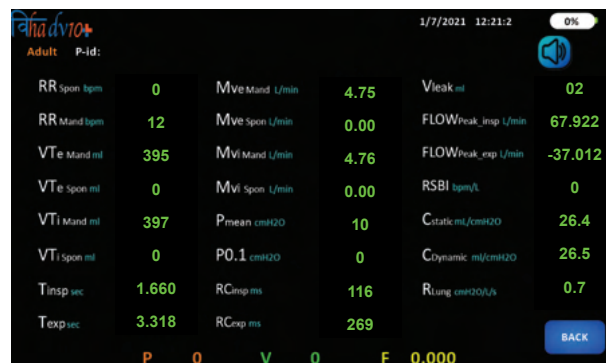 विहा dv10+ 1/7/2021 12:21:2 0%
Adult P-id:
RR Spon bpm 0 Mve Mand L/min 4.75 Vleak ml 02
RR Mand bpm 12 Mve Spon L/min 0.00 FLOWPeak_insp L/min 67.922
VTe Mand ml 395 Mvi Mand L/min 4.76 FLOWPeak_exp L/min -37.012
VTe Spon ml 0 Mvi Spon L/min 0.00 RSBI bpm/L 0
VTi Mand ml 397 Pmean cmH2O 10 Cstatic mL/cmH2O 26.4
VTi Spon ml 0 P0.1 cmH2O 0 CDynamic ml/cmH2O 26.5
Tinsp sec 1.660 RCinsp ms 116 RLung cmH2O/L/s 0.7
Texp sec 3.318 RCexp ms 269
BACK
P 0 V 0 F 0.000